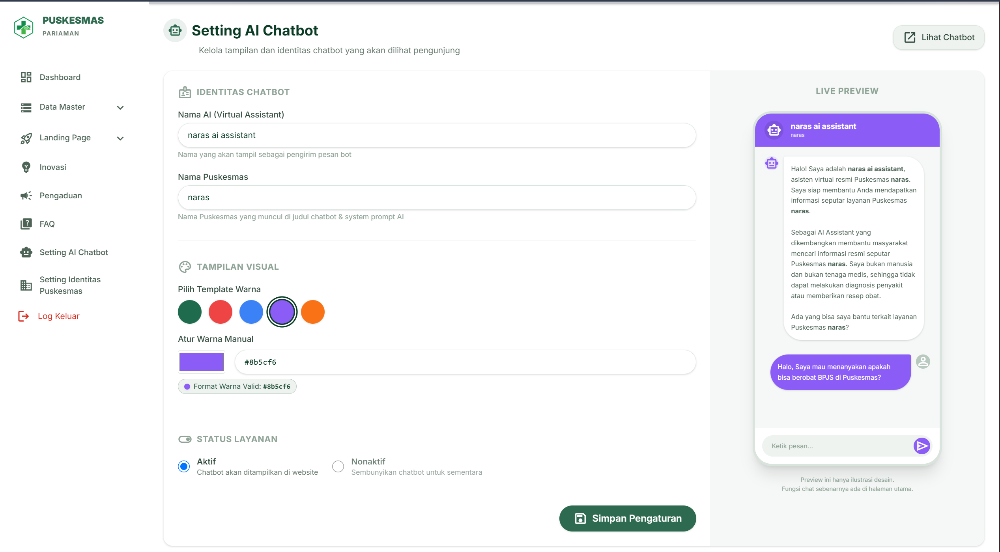 PUSKESMAS
PARIAMAN
Dashboard
Data Master
Landing Page
Inovasi
Pengaduan
FAQ
Setting AI Chatbot
Setting Identitas
Puskesmas
Log Keluar
Setting AI Chatbot
Kelola tampilan dan identitas chatbot yang akan dilihat pengunjung
Lihat Chatbot
IDENTITAS CHATBOT
Nama AI (Virtual Assistant)
naras ai assistant
Nama yang akan tampil sebagai pengirim pesan bot
Nama Puskesmas
naras
Nama Puskesmas yang muncul di judul chatbot & system prompt AI
TAMPILAN VISUAL
Pilih Template Warna
Atur Warna Manual
#8b5cf6
Format Warna Valid: #8b5cf6
STATUS LAYANAN
Aktif
Chatbot akan ditampilkan di website
Nonaktif
Sembunyikan chatbot untuk sementara
Simpan Pengaturan
LIVE PREVIEW
naras ai assistant
naras
Halo! Saya adalah naras ai assistant,
asisten virtual resmi Puskesmas naras.
Saya siap membantu Anda mendapatkan
informasi seputar layanan Puskesmas
naras.
Sebagai AI Assistant yang
dikembangkan membantu masyarakat
mencari informasi resmi seputar
Puskesmas naras. Saya bukan manusia
dan bukan tenaga medis, sehingga tidak
dapat melakukan diagnosis penyakit
atau memberikan resep obat.
Ada yang bisa saya bantu terkait layanan
Puskesmas naras?
Halo, Saya mau menanyakan apakah
bisa berobat BPJS di Puskesmas?
Ketik pesan...
Preview ini hanya ilustrasi desain.
Fungsi chat sebenarnya ada di halaman utama.